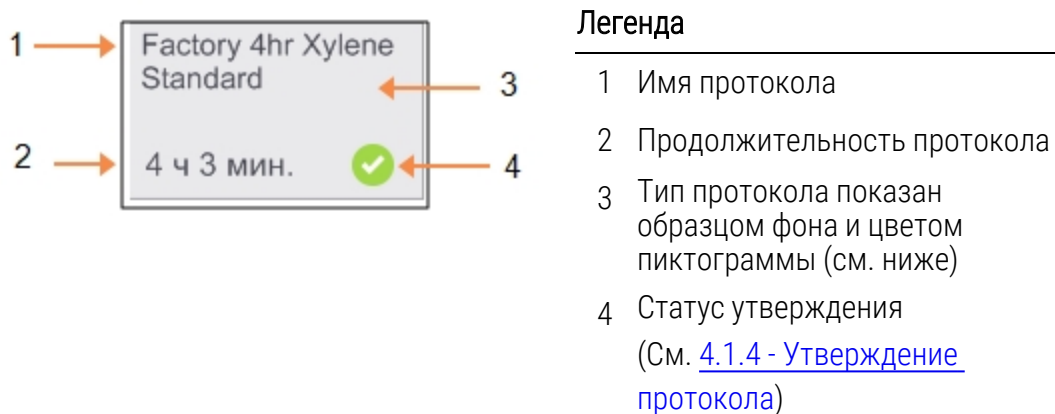 1
Factory 4hr Xylene
Standard
3
2
4 ч 3 мин.
4
Легенда
1 Имя протокола
2 Продолжительность протокола
3 Тип протокола показан
образцом фона и цветом
пиктограммы (см. ниже)
4 Статус утверждения
(См. 4.1.4 - Утверждение
протокола)